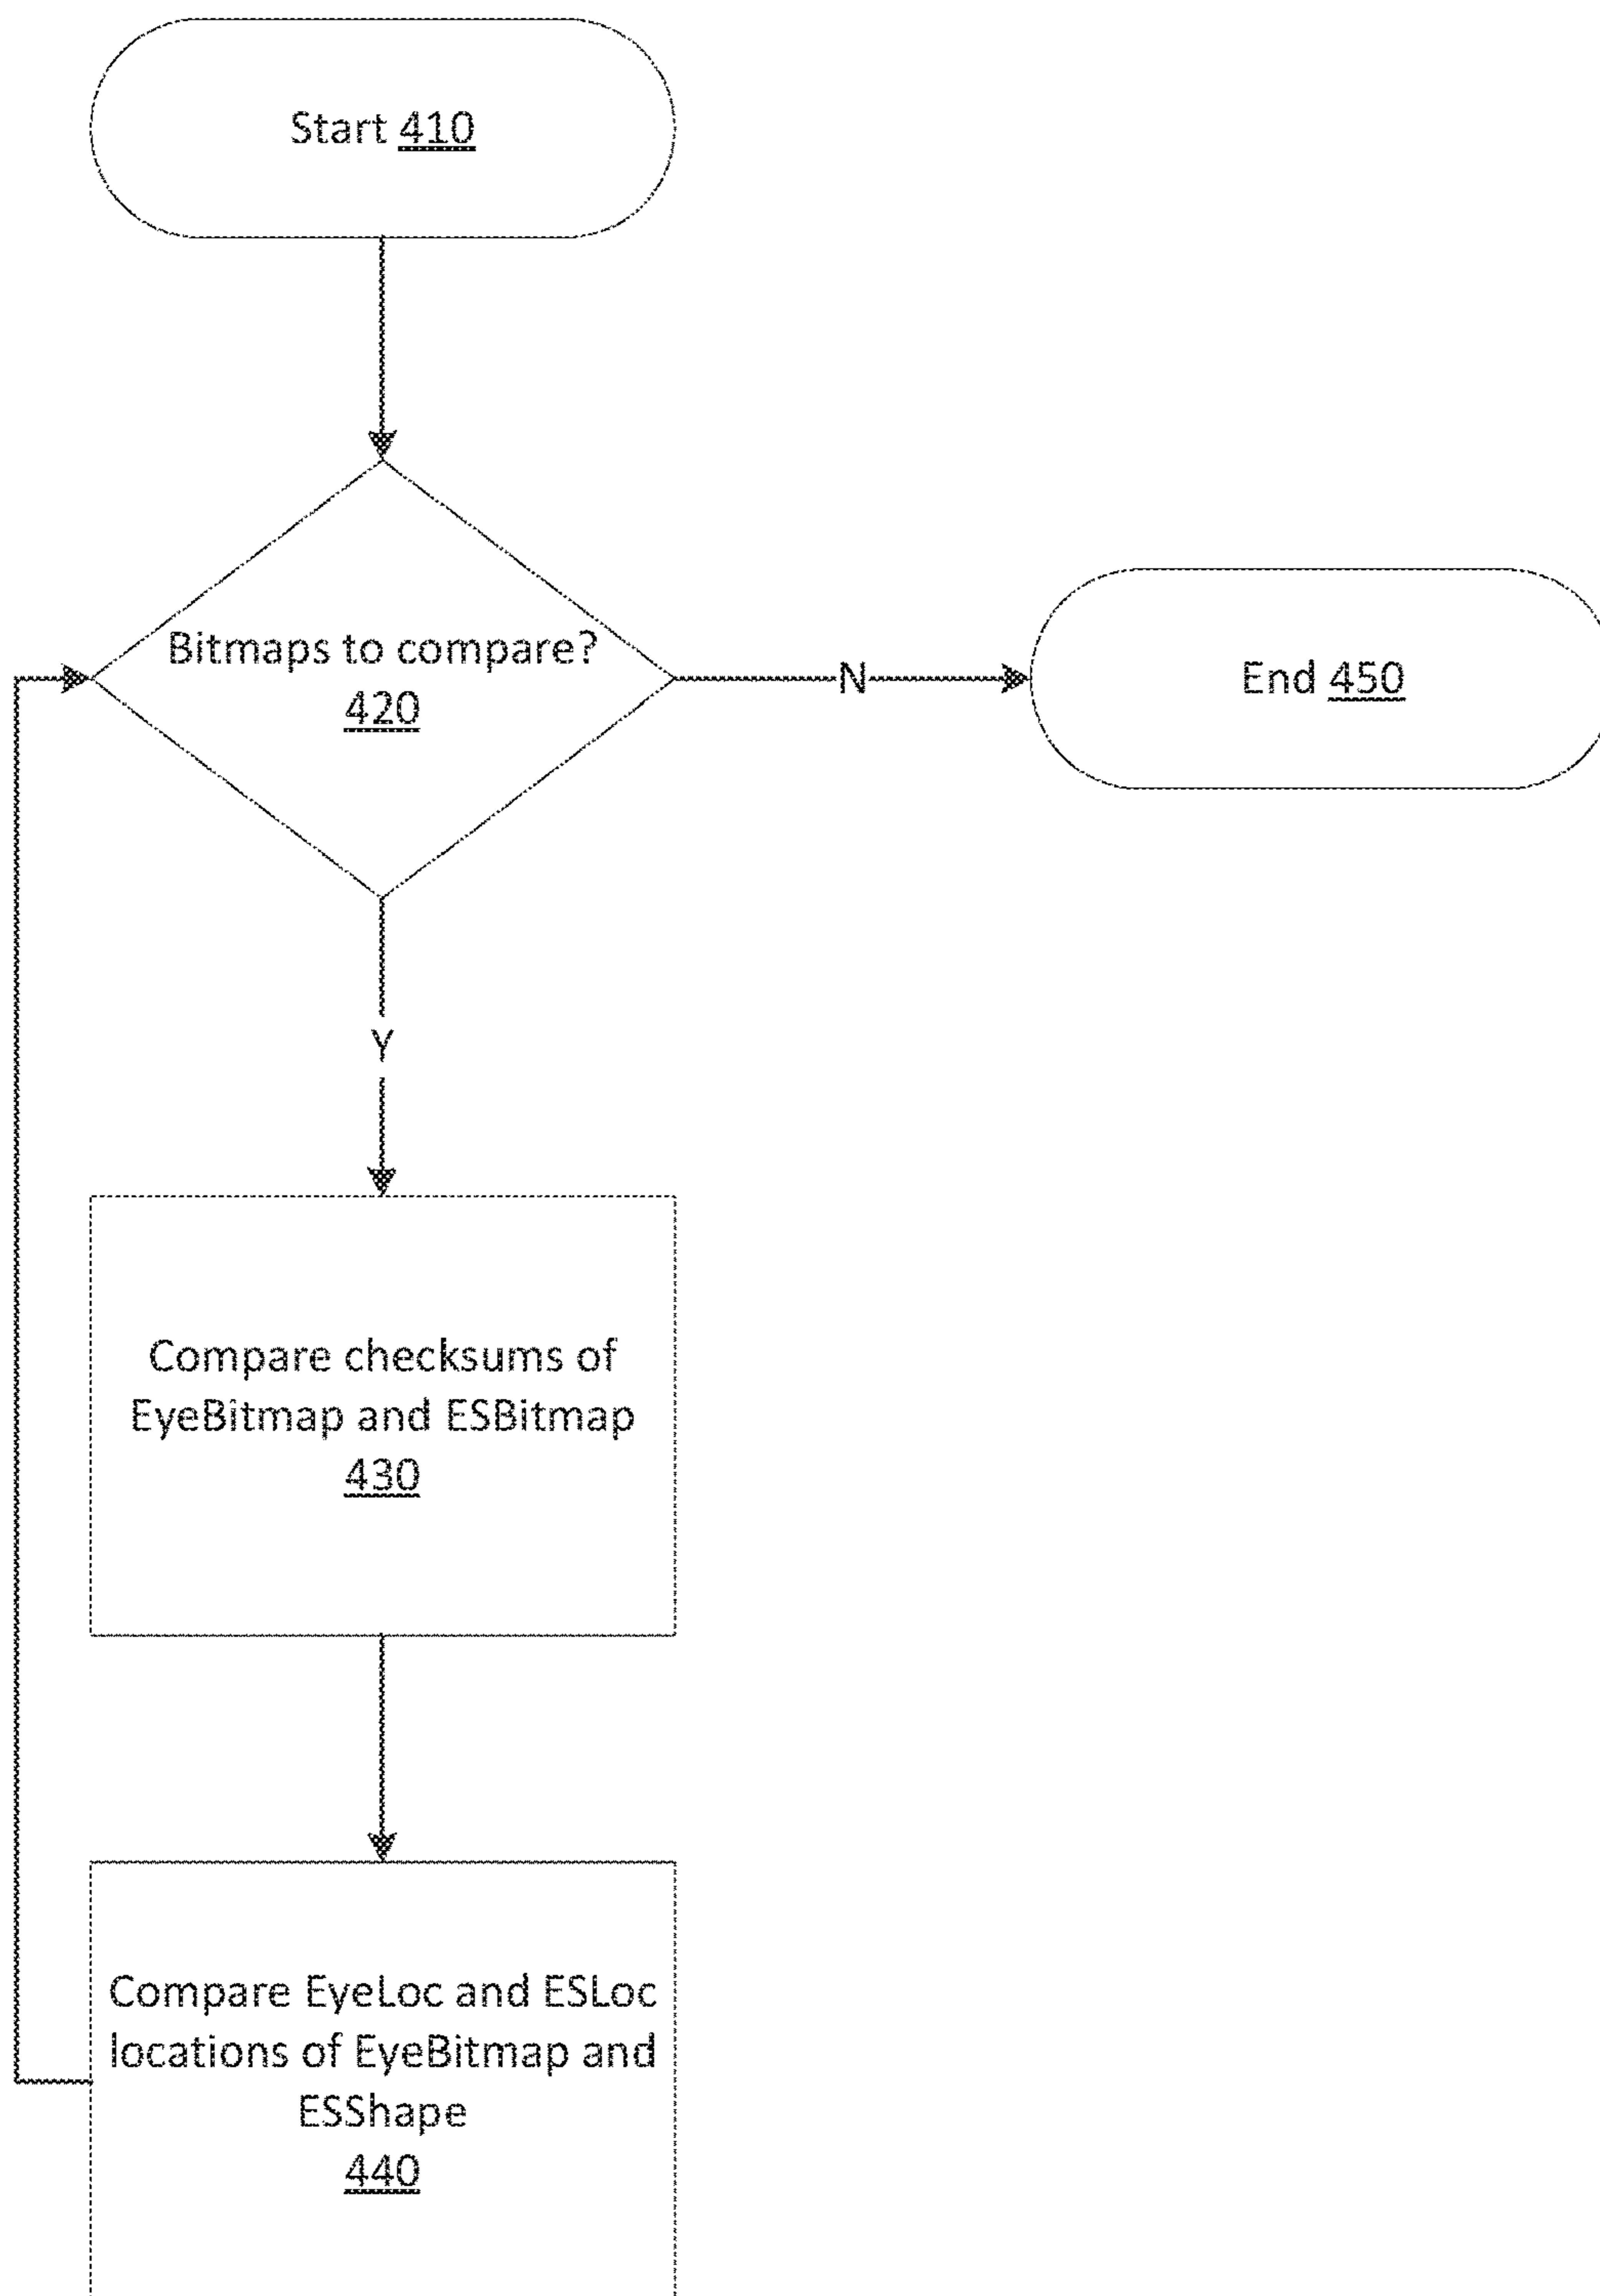 Start 410
Bitmaps to compare?
420
N
End 450
Y
Compare checksums of
EyeBitmap and ESBitmap
430
Compare EyeLoc and ESLoc
locations of EyeBitmap and
ESShape
440